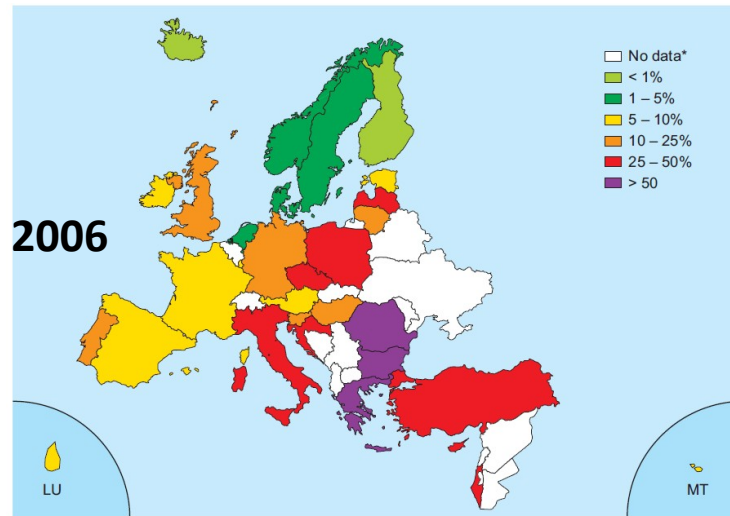 No data*
< 1%
1 – 5%
5 – 10%
10 – 25%
25 – 50%
> 50
2006
LU
MT